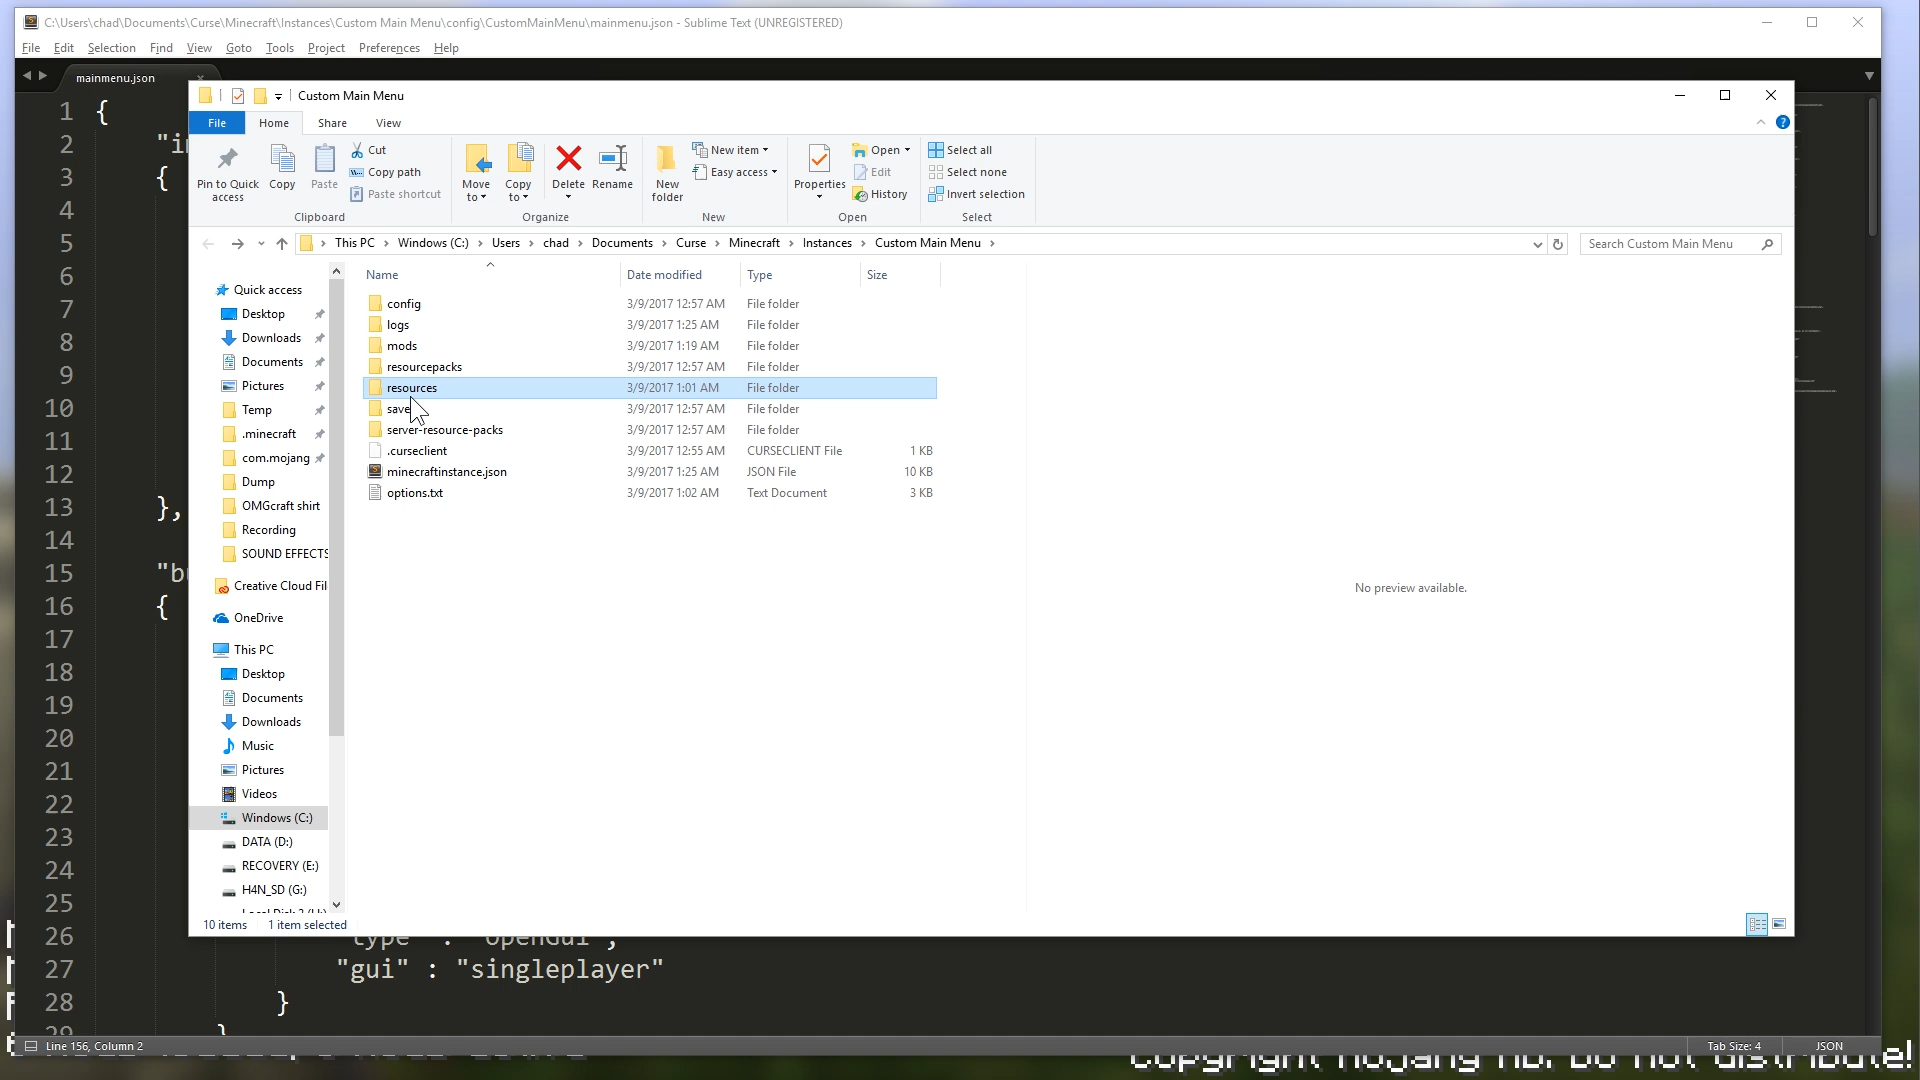 C:\Users\chad\Documents\Curse\Minecraft\Instances\Custom Main Menu\config\CustomMainMenu\mainmenu.json - Sublime Text (UNREGISTERED)
File Edit Selection Find View Goto Tools Project Preferences Help
mainmenu.json
Custom Main Menu
File Home Share View
Pin to Quick access
Copy
Paste
Cut
Copy path
Paste shortcut
Clipboard
Move to
Copy to
Delete
Rename
Organize
New folder
New item
Easy access
New
Properties
Open
Edit
History
Open
Select all
Select none
Invert selection
Select
This PC > Windows (C:) > Users > chad > Documents > Curse > Minecraft > Instances > Custom Main Menu >
Search Custom Main Menu
Name Date modified Type Size
config 3/9/2017 12:57 AM File folder
logs 3/9/2017 1:25 AM File folder
mods 3/9/2017 1:19 AM File folder
resourcepacks 3/9/2017 12:57 AM File folder
resources 3/9/2017 1:01 AM File folder
save 3/9/2017 12:57 AM File folder
server-resource-packs 3/9/2017 12:57 AM File folder
.curseclient 3/9/2017 12:55 AM CURSECLIENT File 1 KB
minecraftinstance.json 3/9/2017 1:25 AM JSON File 10 KB
options.txt 3/9/2017 1:02 AM Text Document 3 KB
Quick access
Desktop
Downloads
Documents
Pictures
Temp
.minecraft
com.mojang
Dump
OMGcraft shirt
Recording
SOUND EFFECTS
Creative Cloud Fil
OneDrive
This PC
Desktop
Documents
Downloads
Music
Pictures
Videos
Windows (C:)
DATA (D:)
RECOVERY (E:)
H4N_SD (G:)
No preview available.
10 items 1 item selected
1 {
2
3 {
4
5
6
7
8
9
10
11
12
13 },
14
15
16 {
17
18
19
20
21
22
23
24
25
26 "type" : "openGui",
27 "gui" : "singleplayer"
28 }
29 }
Line 156, Column 2
Tab Size: 4
JSON
Copyright Mojang AB. Do not distribute!